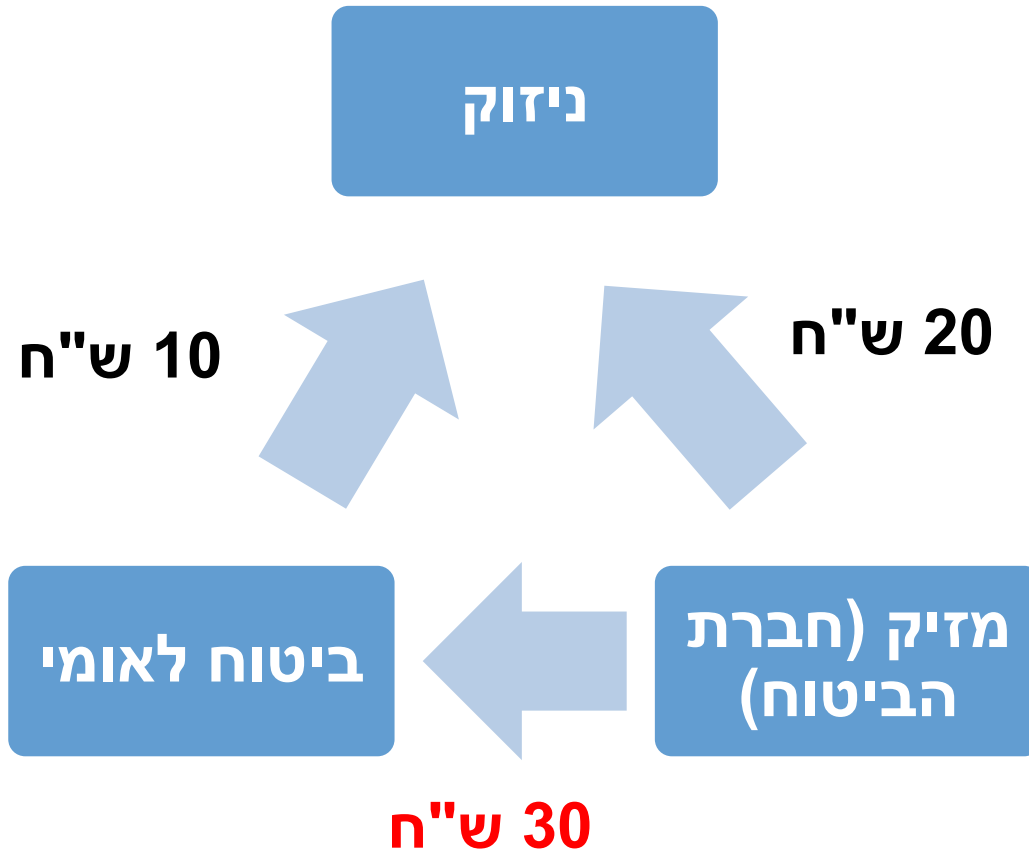 ניזוק
20 ש"ח
10 ש"ח
מזיק (חברת
הביטוח)
ביטוח לאומי
30 ש"ח